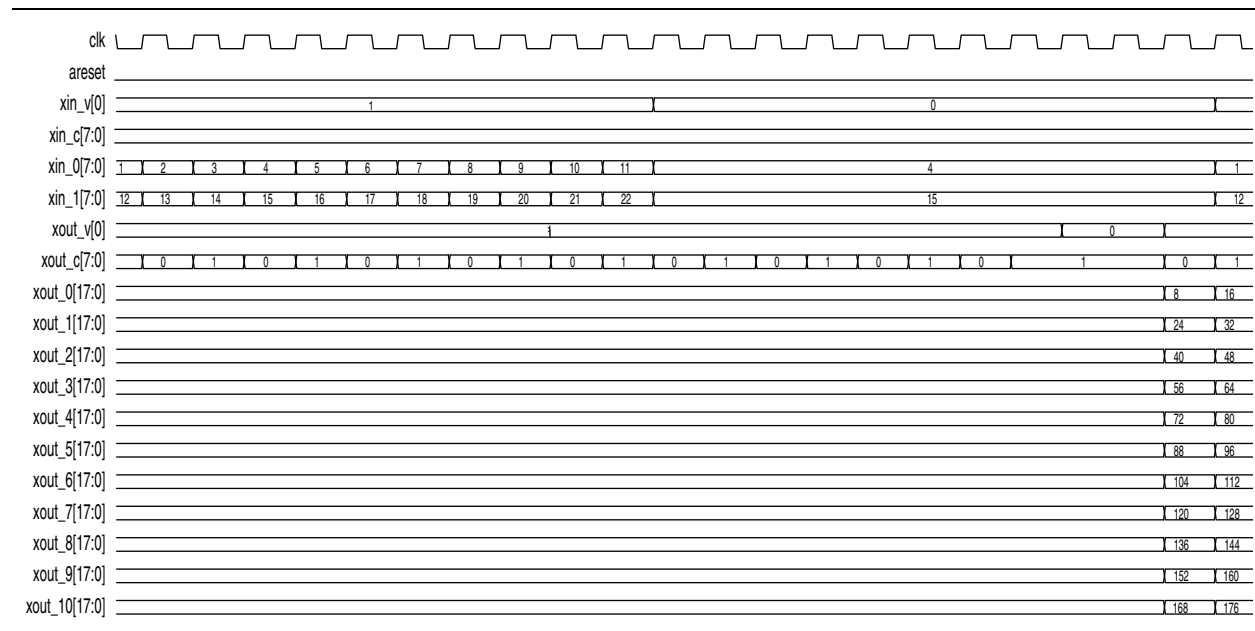 clk
areset
xin_v[0] 1 0
xin_c[7:0]
xin_0[7:0] 1 2 3 4 5 6 7 8 9 10 11 4 1
xin_1[7:0] 12 13 14 15 16 17 18 19 20 21 22 15 12
xout_v[0] 1 0
xout_c[7:0] 0 1 0 1 0 1 0 1 0 1 0 1 0 1 0 1 0 1 0 1
xout_0[17:0] 8 16
xout_1[17:0] 24 32
xout_2[17:0] 40 48
xout_3[17:0] 56 64
xout_4[17:0] 72 80
xout_5[17:0] 88 96
xout_6[17:0] 104 112
xout_7[17:0] 120 128
xout_8[17:0] 136 144
xout_9[17:0] 152 160
xout_10[17:0] 168 176